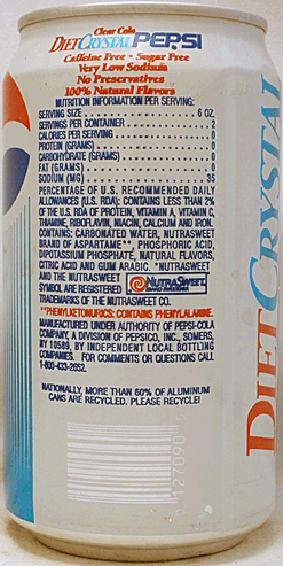 Clear Cola
DIET CRYSTAL PEPSI
Caffeine Free • Sugar Free
Very Low Sodium
No Preservatives
100% Natural Flavors
NUTRITION INFORMATION PER SERVING:
SERVING SIZE . . . . . . . . . . . . . . . . . . . 6 OZ.
SERVINGS PER CONTAINER . . . . . . . . . . . . . 2
CALORIES PER SERVING . . . . . . . . . . . . . . . 0
PROTEIN (GRAMS) . . . . . . . . . . . . . . . . . . 0
CARBOHYDRATE (GRAMS) . . . . . . . . . . . . . . 0
FAT (GRAMS) . . . . . . . . . . . . . . . . . . . . . 0
SODIUM (MG) . . . . . . . . . . . . . . . . . . . . 35
PERCENTAGE OF U.S. RECOMMENDED DAILY
ALLOWANCES (U.S. RDA): CONTAINS LESS THAN 2%
OF THE U.S. RDA OF PROTEIN, VITAMIN A, VITAMIN C,
THIAMINE, RIBOFLAVIN, NIACIN, CALCIUM AND IRON.
CONTAINS: CARBONATED WATER, NUTRASWEET
BRAND OF ASPARTAME**, PHOSPHORIC ACID,
DIPOTASSIUM PHOSPHATE, NATURAL FLAVORS,
CITRIC ACID AND GUM ARABIC. *NUTRASWEET
AND THE NUTRASWEET NUTRASWEET
SYMBOL ARE REGISTERED
TRADEMARKS OF THE NUTRASWEET CO.
**PHENYLKETONURICS: CONTAINS PHENYLALANINE.
MANUFACTURED UNDER AUTHORITY OF PEPSI-COLA
COMPANY, A DIVISION OF PEPSICO, INC., SOMERS,
NY 10589, BY INDEPENDENT LOCAL BOTTLING
COMPANIES. FOR COMMENTS OR QUESTIONS CALL
1-800-433-2652.
NATIONALLY, MORE THAN 60% OF ALUMINUM
CANS ARE RECYCLED. PLEASE RECYCLE!
0 127090
DIET CRYSTAL